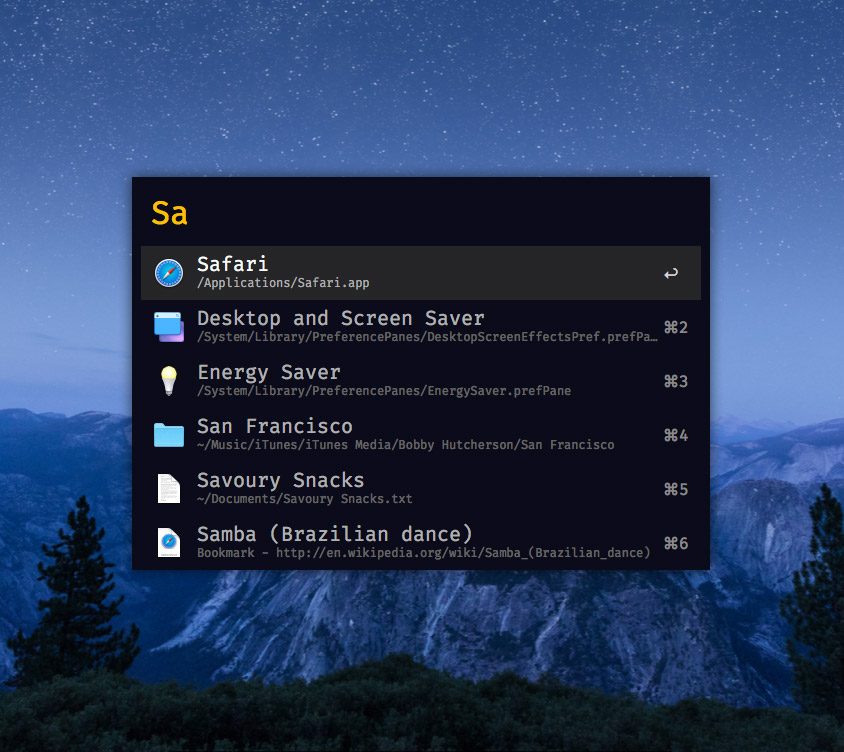 Sa
Safari
/Applications/Safari.app
↩
Desktop and Screen Saver
/System/Library/PreferencePanes/DesktopScreenEffectsPref.prefPa…
⌘2
Energy Saver
/System/Library/PreferencePanes/EnergySaver.prefPane
⌘3
San Francisco
~/Music/iTunes/iTunes Media/Bobby Hutcherson/San Francisco
⌘4
Savoury Snacks
~/Documents/Savoury Snacks.txt
⌘5
Samba (Brazilian dance)
Bookmark – http://en.wikipedia.org/wiki/Samba_(Brazilian_dance)
⌘6